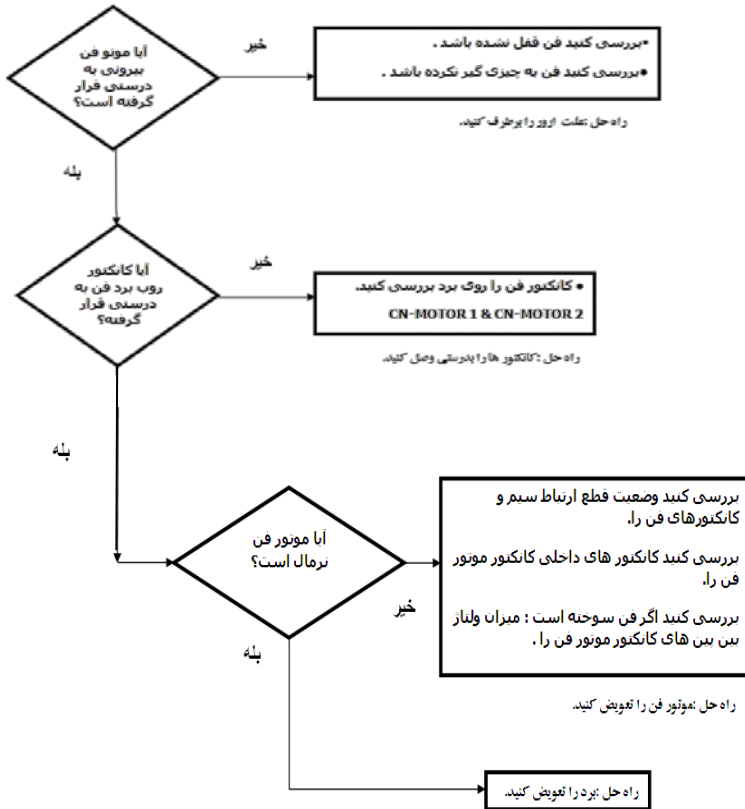 آیا موتو فن
بیرونی به
درستی قرار
گرفته است؟
خیر
•بررسی کنید فن قفل نشده باشد .
•بررسی کنید فن به چیزی گیر نکرده باشد .
راه حل :علت ارور را برطرف کنید.
بله
آیا کانکتور
روب برد فن به
درستی قرار
گرفته؟
خیر
• کانکتور فن را روی برد بررسی کنید.
CN-MOTOR 1 & CN-MOTOR 2
راه حل :کانکتور ها را بدرستی وصل کنید.
بله
آیا موتور فن
نرمال است؟
خیر
بررسی کنید وضعیت قطع ارتباط سیم و
کانکتورهای فن را.
بررسی کنید کانکتور های داخلی کانکتور موتور
فن را.
بررسی کنید اگر فن سوخته است : میزان ولتاژ
بین پین های کانکتور موتور فن را .
راه حل :موتور فن را تعویض کنید.
بله
راه حل :برد را تعویض کنید.